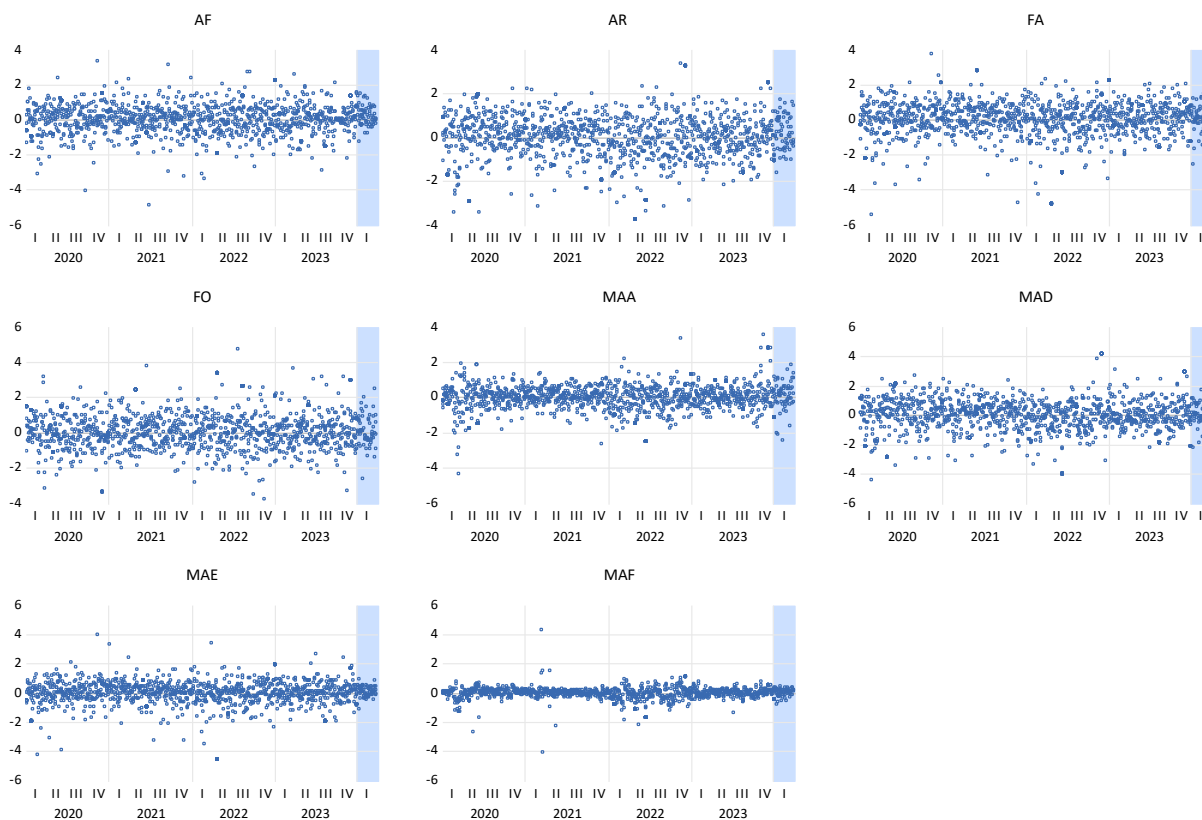 AF AR FA
4 4 4
2 2 2
0 0 0
-2 -2 -2
-4 -4
-6 -4 -6
I II III IV I II III IV I II III IV I II III IV I I II III IV I II III IV I II III IV I II III IV I I II III IV I II III IV I II III IV I II III IV I
2020 2021 2022 2023 2020 2021 2022 2023 2020 2021 2022 2023
FO MAA MAD
6 4 6
4 2 4
2 0 2
0 -2 0
-2 -4 -2
-4
-4 -6 -6
I II III IV I II III IV I II III IV I II III IV I I II III IV I II III IV I II III IV I II III IV I I II III IV I II III IV I II III IV I II III IV I
2020 2021 2022 2023 2020 2021 2022 2023 2020 2021 2022 2023
MAE MAF
6 6
4 4
2 2
0 0
-2 -2
-4 -4
-6 -6
I II III IV I II III IV I II III IV I II III IV I I II III IV I II III IV I II III IV I II III IV I
2020 2021 2022 2023 2020 2021 2022 2023